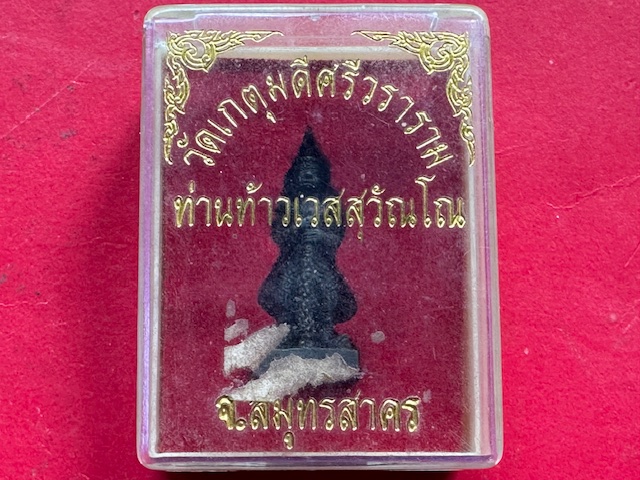 วัดเกตุมดีศรีวราราม
ท่านท้าวเวสสุวัณโณ
จ.สมุทรสาคร